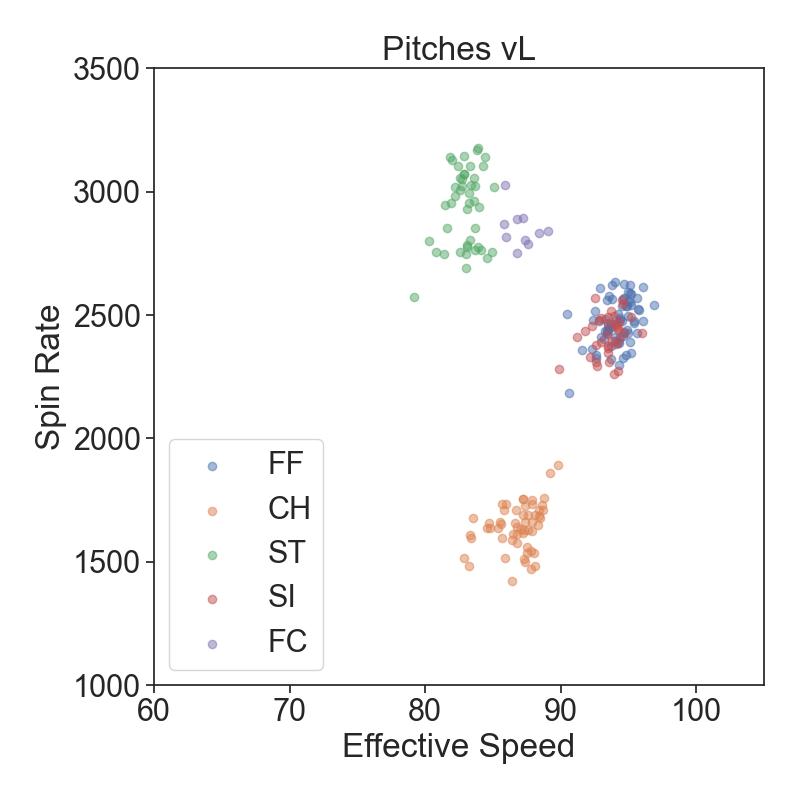 Pitches vL
3500
3000
2500
2000
1500
1000
Spin Rate
FF
CH
ST
SI
FC
60 70 80 90 100
Effective Speed